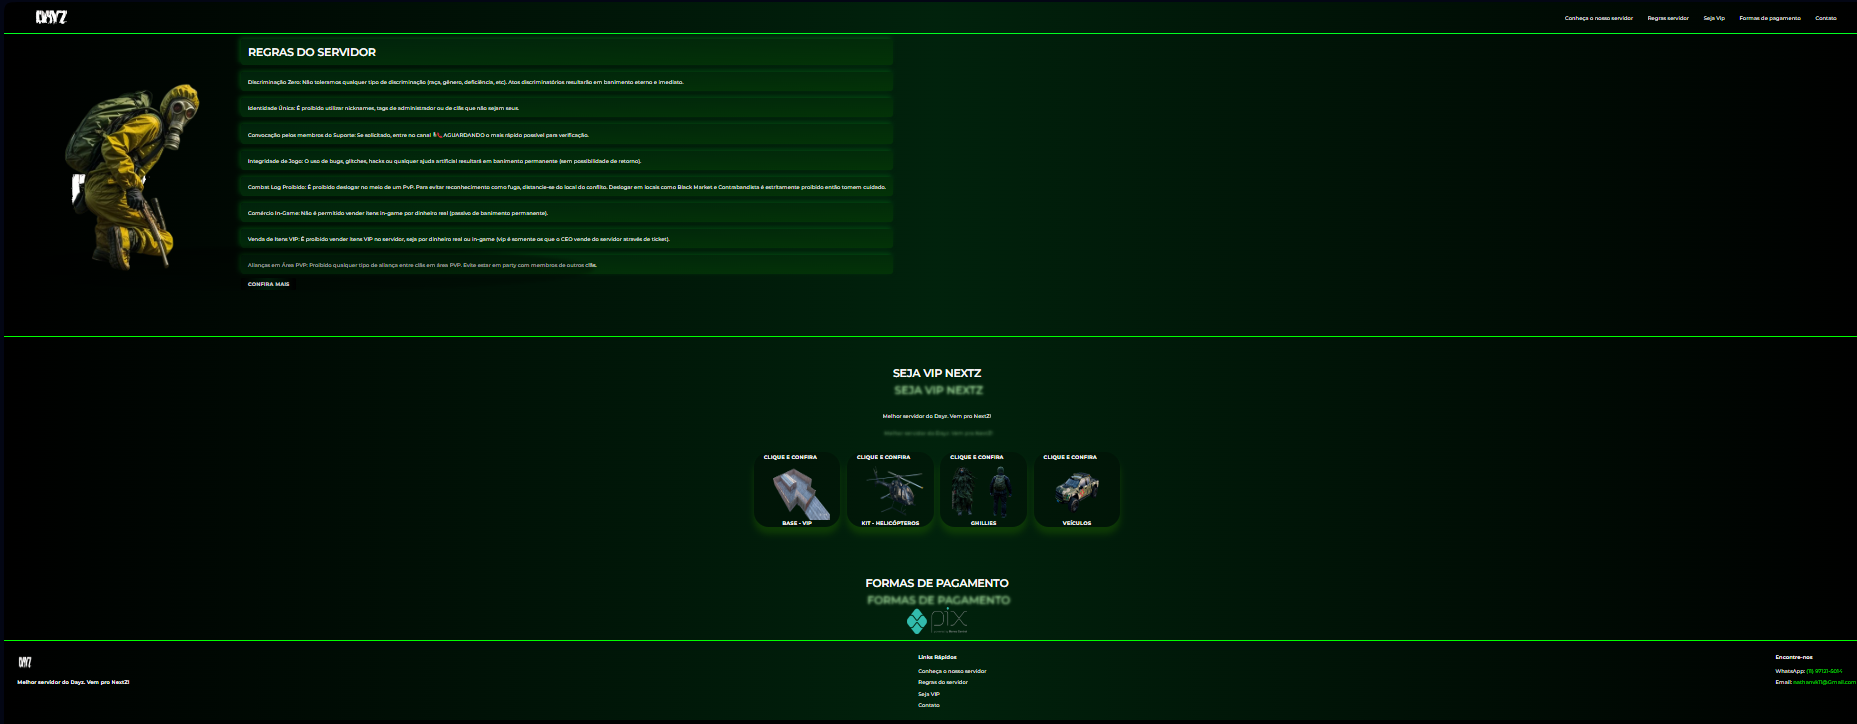 DAYZ
Conheça o nosso servidor
Regras servidor
Seja Vip
Formas de pagamento
Contato
REGRAS DO SERVIDOR
Discriminação Zero: Não toleramos qualquer tipo de discriminação (raça, gênero, deficiência, etc). Atos discriminatórios resultarão em banimento eterno e imediato.
Identidade Única: É proibido utilizar nicknames, tags de administrador ou de clãs que não sejam seus.
Convocação pelos membros do Suporte: Se solicitado, entre no canal AGUARDANDO o mais rápido possível para verificação.
Integridade de Jogo: O uso de bugs, glitches, hacks ou qualquer ajuda artificial resultará em banimento permanente (sem possibilidade de retorno).
Combat Log Proibido: É proibido deslogar no meio de um PvP. Para evitar reconhecimento como fuga, distancie-se do local do conflito. Deslogar em locais como Black Market e Contrabandista é estritamente proibido então tomem cuidado.
Comércio In-Game: Não é permitido vender itens in-game por dinheiro real (passivo de banimento permanente).
Venda de Itens VIP: É proibido vender itens VIP no servidor, seja por dinheiro real ou in-game (vip é somente os que o CEO vende do servidor através de ticket).
Alianças em Área PVP: Proibido qualquer tipo de aliança entre clãs em área PVP. Evite estar em party com membros de outros clãs.
CONFIRA MAIS
SEJA VIP NEXTZ
SEJA VIP NEXTZ
Melhor servidor do Dayz. Vem pro NextZ!
Melhor servidor do Dayz. Vem pro NextZ!
CLIQUE E CONFIRA
BASE - VIP
CLIQUE E CONFIRA
KIT - HELICÓPTEROS
CLIQUE E CONFIRA
GHILLIES
CLIQUE E CONFIRA
VEÍCULOS
FORMAS DE PAGAMENTO
FORMAS DE PAGAMENTO
pix
DAYZ
Melhor servidor do Dayz. Vem pro NextZ!
Links Rápidos
Conheça o nosso servidor
Regras do servidor
Seja VIP
Contato
Encontre-nos
WhatsApp: (11) 97121-5014
Email: